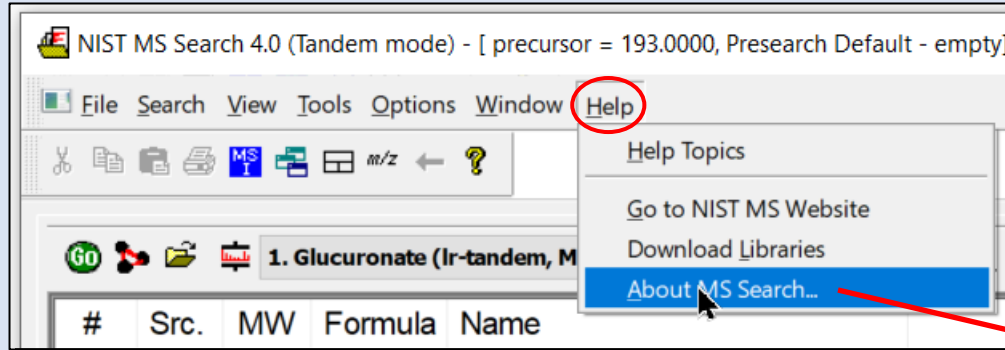 NIST MS Search 4.0 (Tandem mode) - [ precursor = 193.0000, Presearch Default - empty]
File Search View Tools Options Window Help
Help Topics
MS I m/z ?
Go to NIST MS Website
Download Libraries
GO 1. Glucuronate (lr-tandem, M
About MS Search...
# Src. MW Formula Name